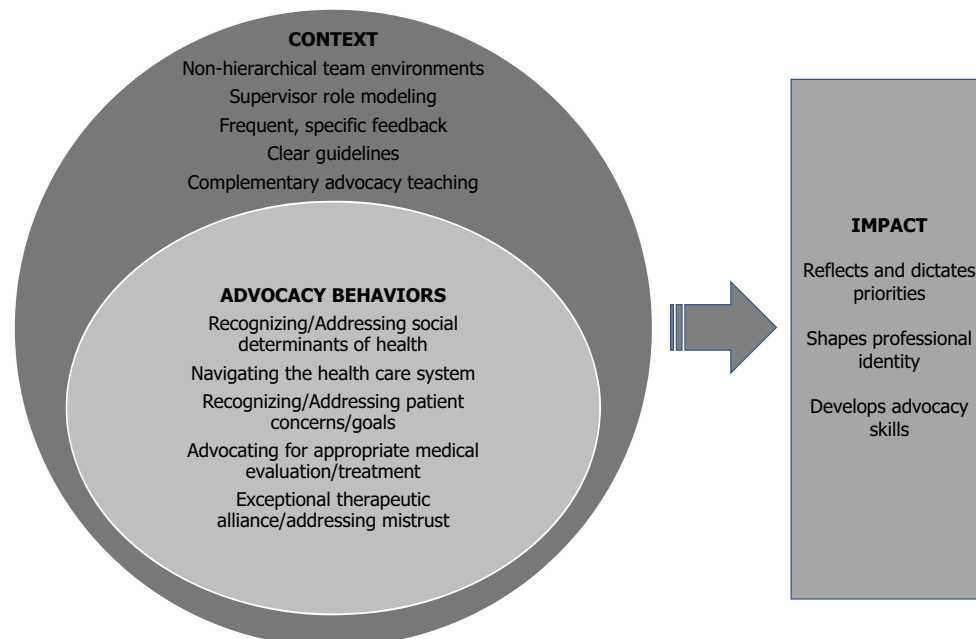 CONTEXT
Non-hierarchical team environments
Supervisor role modeling
Frequent, specific feedback
Clear guidelines
Complementary advocacy teaching
ADVOCACY BEHAVIORS
Recognizing/Addressing social
determinants of health
Navigating the health care system
Recognizing/Addressing patient
concerns/goals
Advocating for appropriate medical
evaluation/treatment
Exceptional therapeutic
alliance/addressing mistrust
IMPACT
Reflects and dictates
priorities
Shapes professional
identity
Develops advocacy
skills